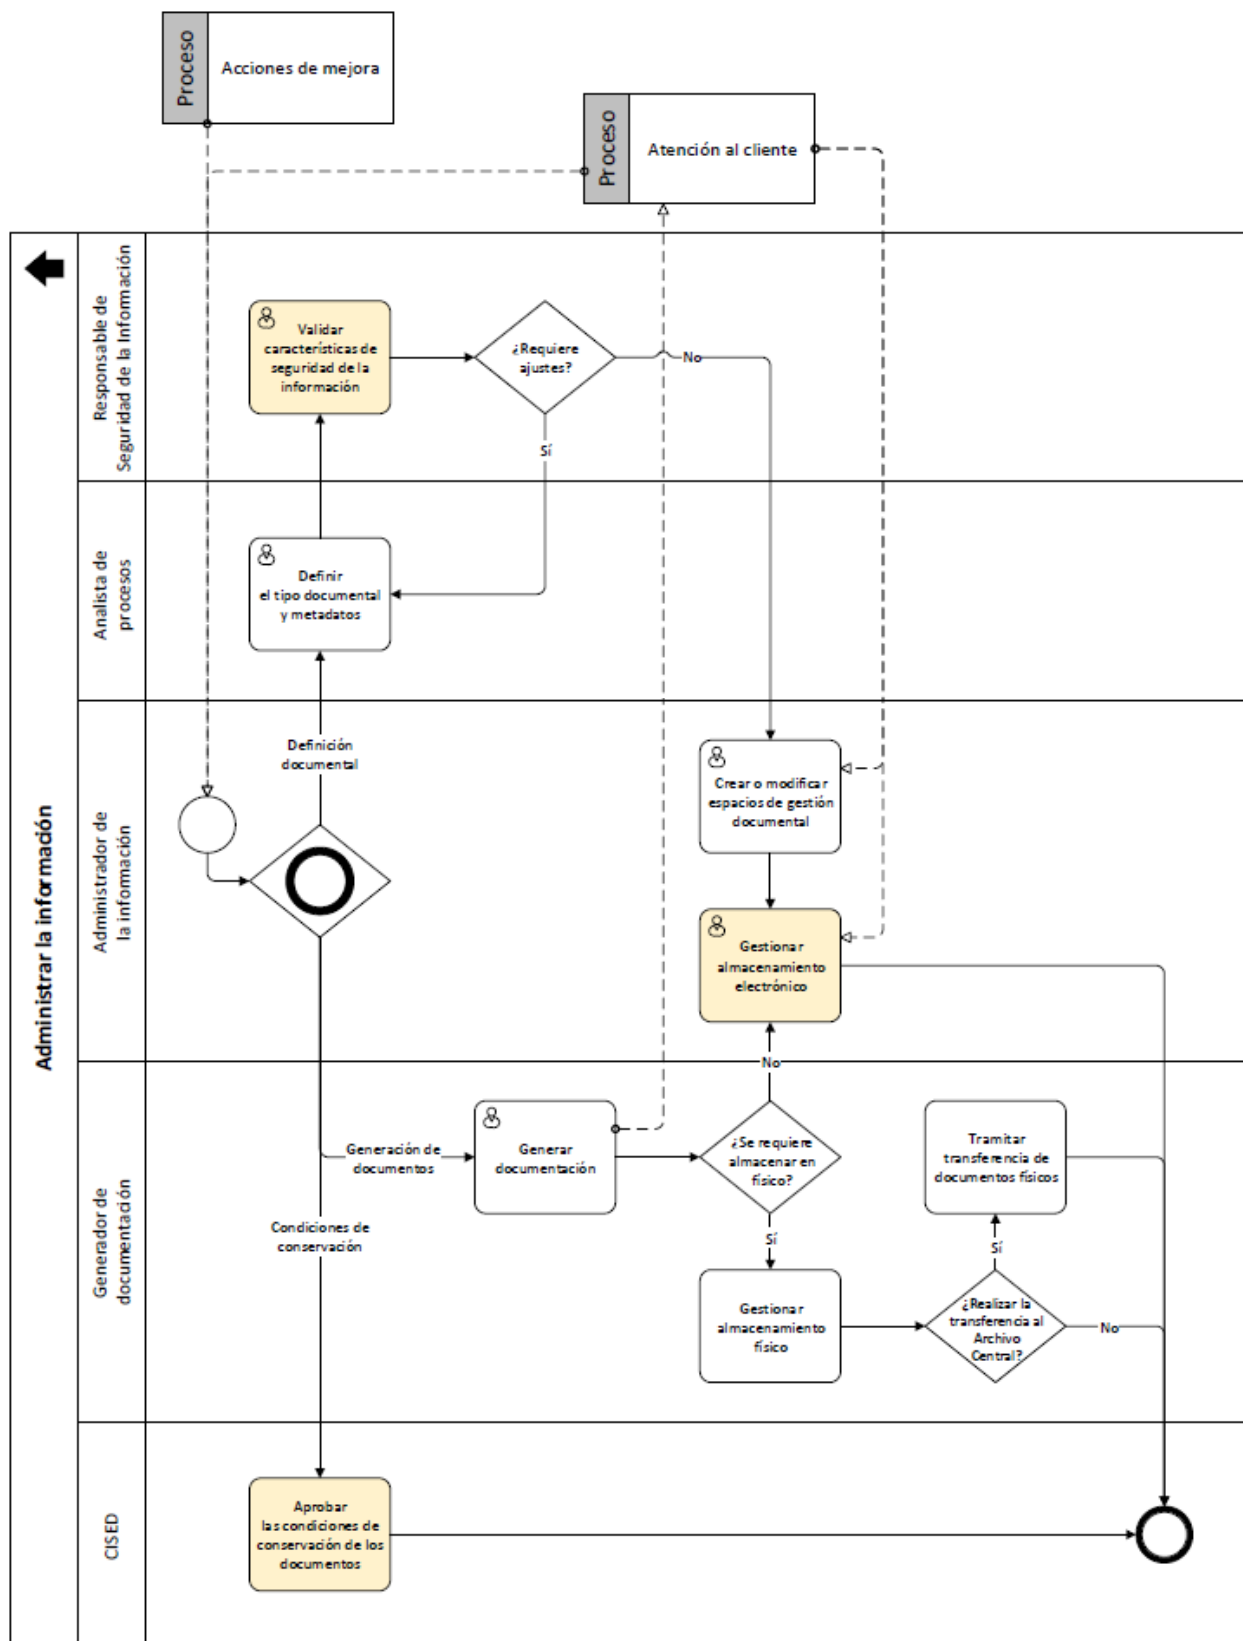 Proceso
Acciones de mejora
Proceso
Atención al cliente
Administrar la información
Responsable de
Seguridad de la Información
Validar
características de
seguridad de la
información
¿Requiere
ajustes?
No
Sí
Analista de
procesos
Definir
el tipo documental
y metadatos
Administrador de
la información
Definición
documental
Crear o modificar
espacios de gestión
documental
Gestionar
almacenamiento
electrónico
No
Generador de
documentación
Generación de
documentos
Generar
documentación
¿Se requiere
almacenar en
físico?
Tramitar
transferencia de
documentos físicos
Condiciones de
conservación
Sí
Sí
Gestionar
almacenamiento
físico
¿Realizar la
transferencia al
Archivo
Central?
No
CISED
Aprobar
las condiciones de
conservación de los
documentos